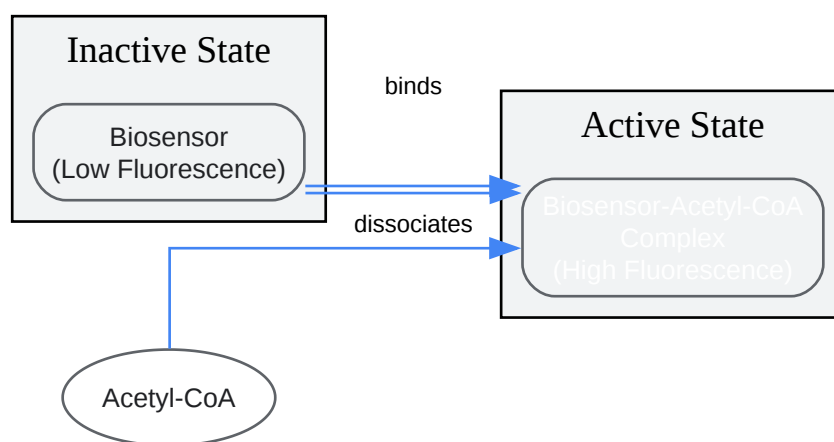 Inactive State
Biosensor
(Low Fluorescence)
binds
Active State
Biosensor-Acetyl-CoA
Complex
(High Fluorescence)
dissociates
Acetyl-CoA